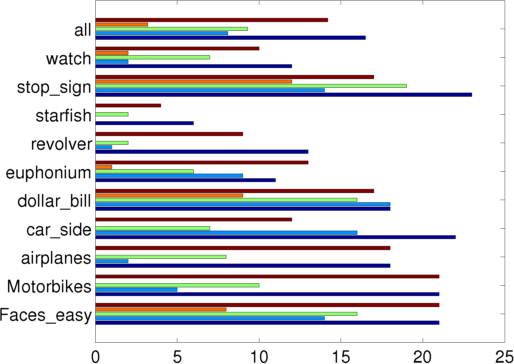 all
watch
stop_sign
starfish
revolver
euphonium
dollar_bill
car_side
airplanes
Motorbikes
Faces_easy
0 5 10 15 20 25